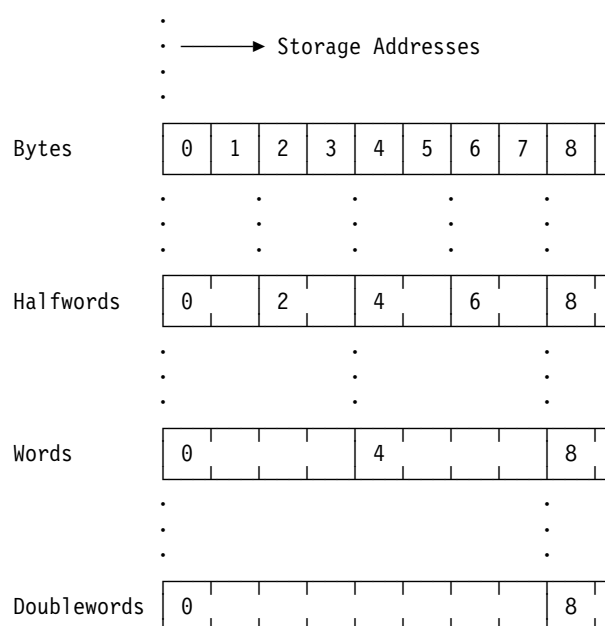 Storage Addresses
Bytes 0 1 2 3 4 5 6 7 8
Halfwords 0 2 4 6 8
Words 0 4 8
Doublewords 0 8